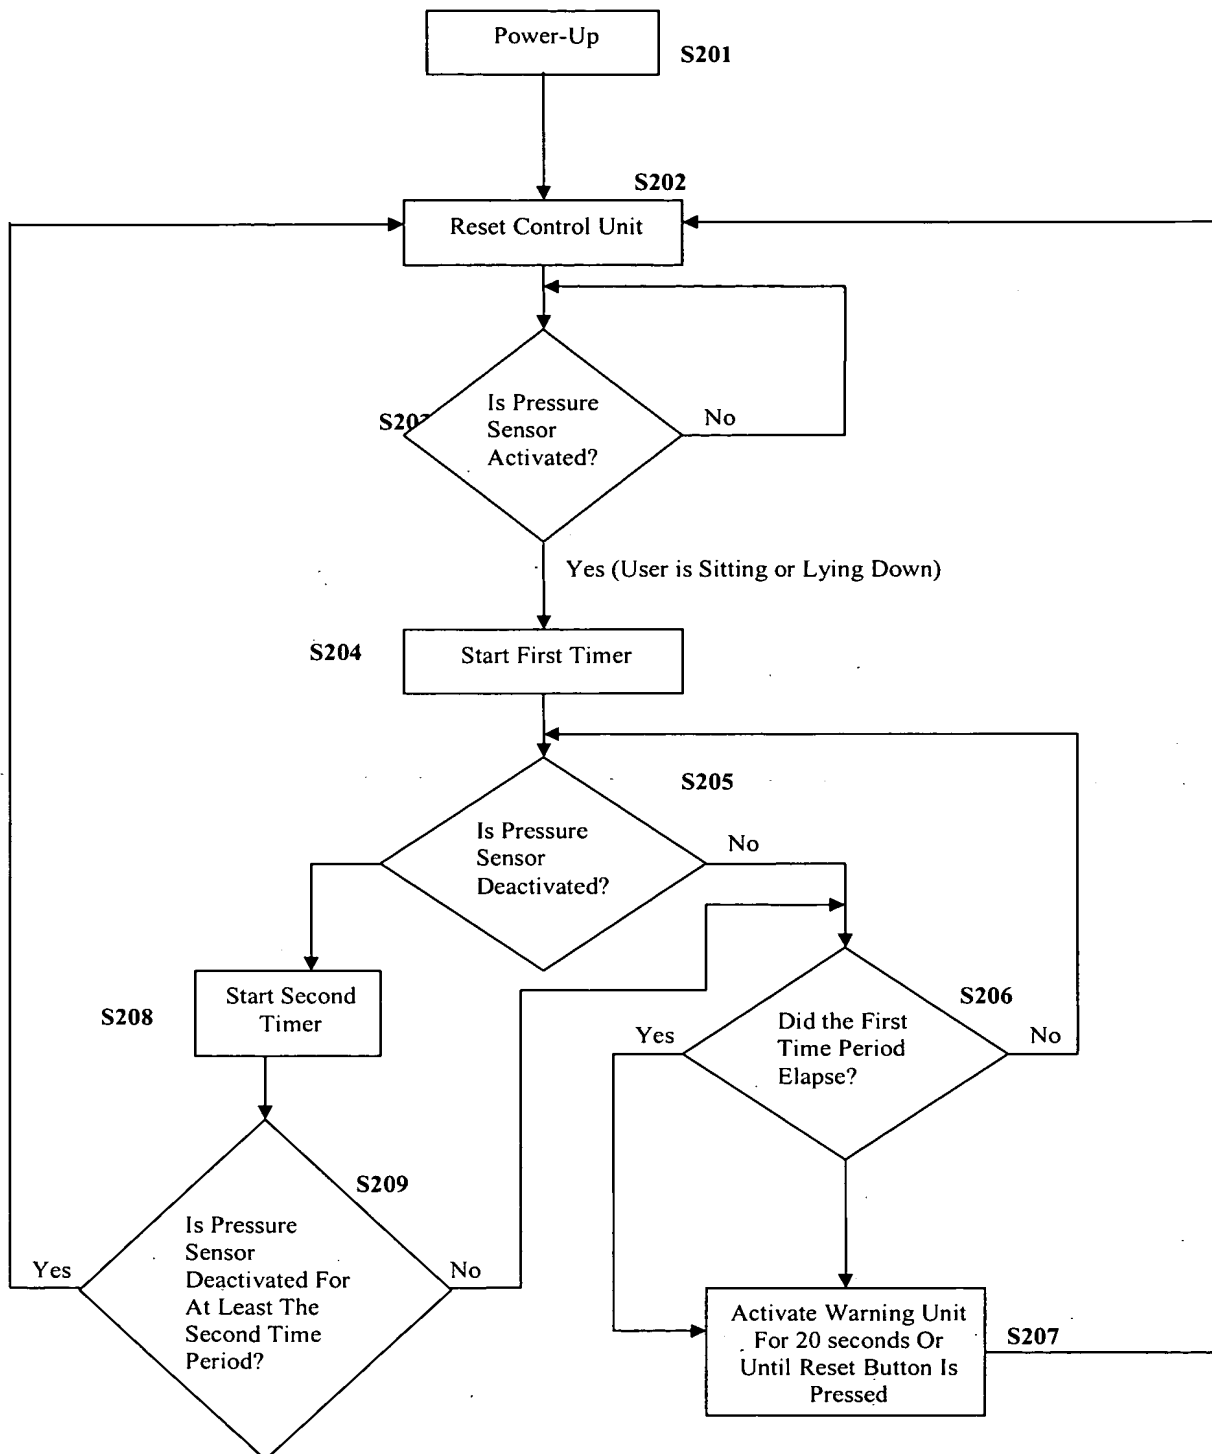 Power-Up
S201
S202
Reset Control Unit
Is Pressure
Sensor
Activated?
No
Yes (User is Sitting or Lying Down)
S204
Start First Timer
S205
Is Pressure
Sensor
Deactivated?
No
S208
Start Second
Timer
S206
Did the First
Time Period
Elapse?
Yes
No
S209
Is Pressure
Sensor
Deactivated For
At Least The
Second Time
Period?
Yes
No
Activate Warning Unit
For 20 seconds Or
Until Reset Button Is
Pressed
S207